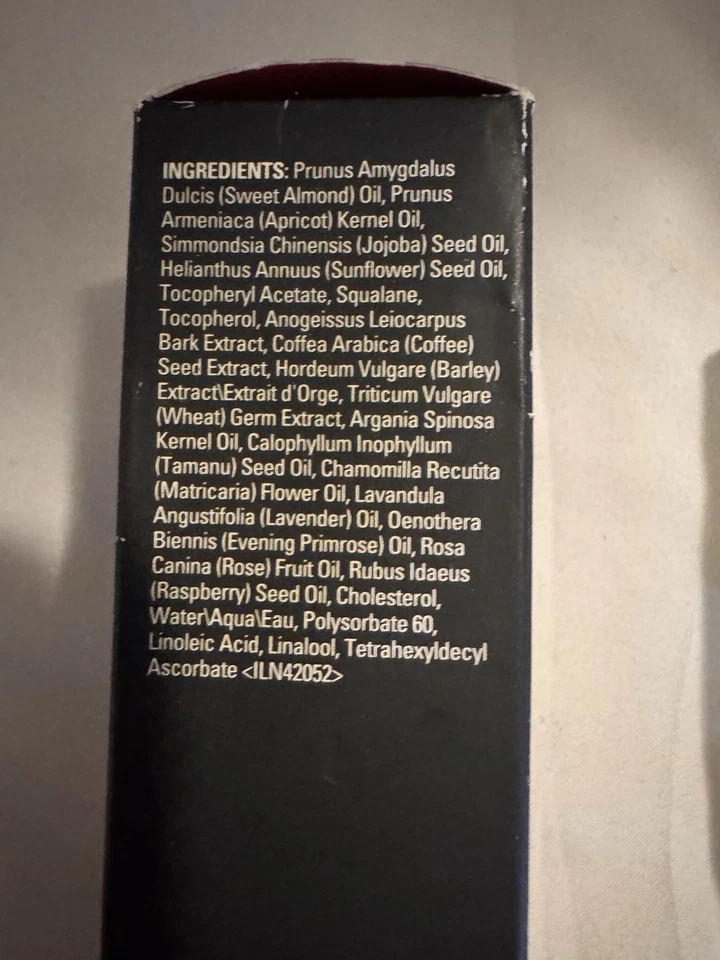 INGREDIENTS: Prunus Amygdalus
Dulcis (Sweet Almond) Oil, Prunus
Armeniaca (Apricot) Kernel Oil,
Simmondsia Chinensis (Jojoba) Seed Oil,
Helianthus Annuus (Sunflower) Seed Oil,
Tocopheryl Acetate, Squalane,
Tocopherol, Anogeissus Leiocarpus
Bark Extract, Coffea Arabica (Coffee)
Seed Extract, Hordeum Vulgare (Barley)
Extract\Extrait d'Orge, Triticum Vulgare
(Wheat) Germ Extract, Argania Spinosa
Kernel Oil, Calophyllum Inophyllum
(Tamanu) Seed Oil, Chamomilla Recutita
(Matricaria) Flower Oil, Lavandula
Angustifolia (Lavender) Oil, Oenothera
Biennis (Evening Primrose) Oil, Rosa
Canina (Rose) Fruit Oil, Rubus Idaeus
(Raspberry) Seed Oil, Cholesterol,
Water\Aqua\Eau, Polysorbate 60,
Linoleic Acid, Linalool, Tetrahexyldecyl
Ascorbate <ILN42052>